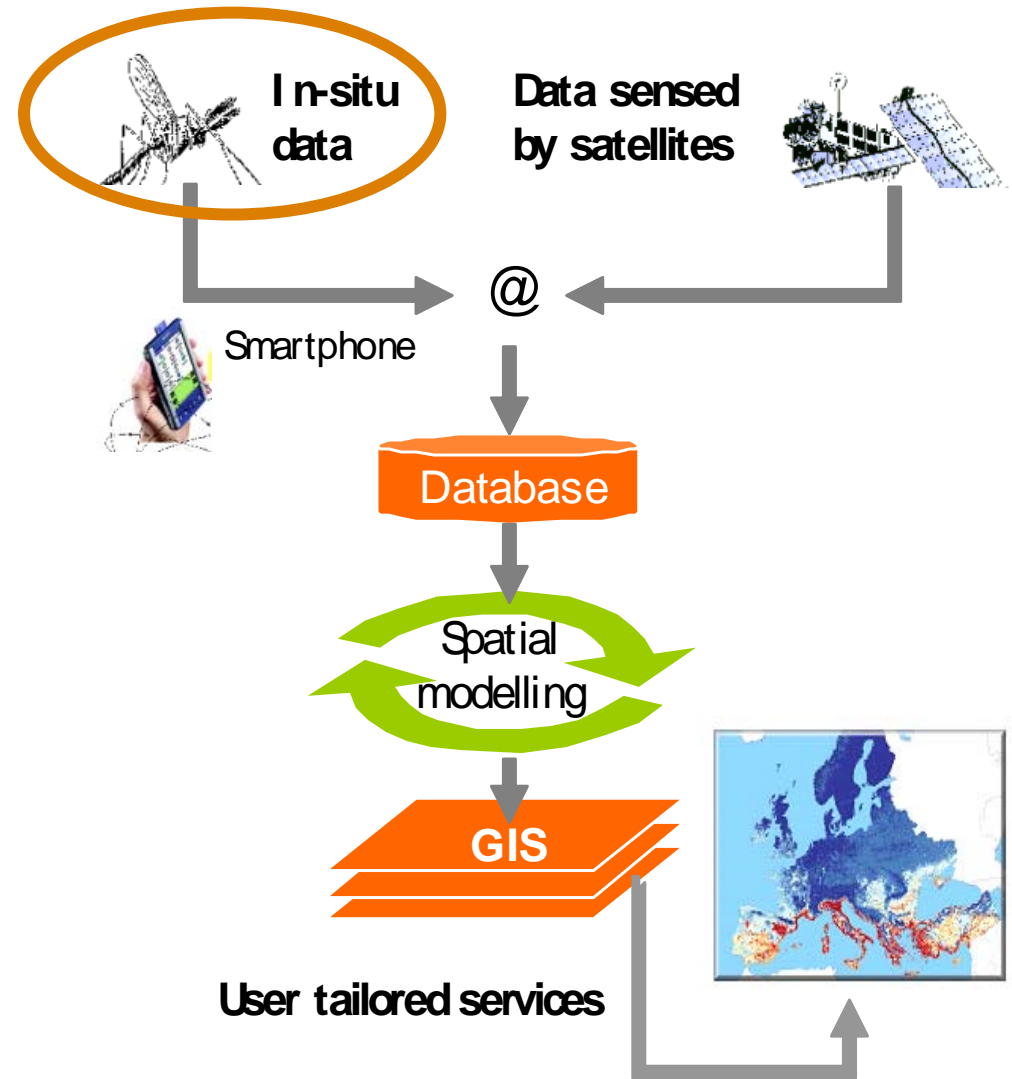 In-situ
data
Data sensed
by satellites
@
Smartphone
Database
Spatial
modelling
GIS
User tailored services